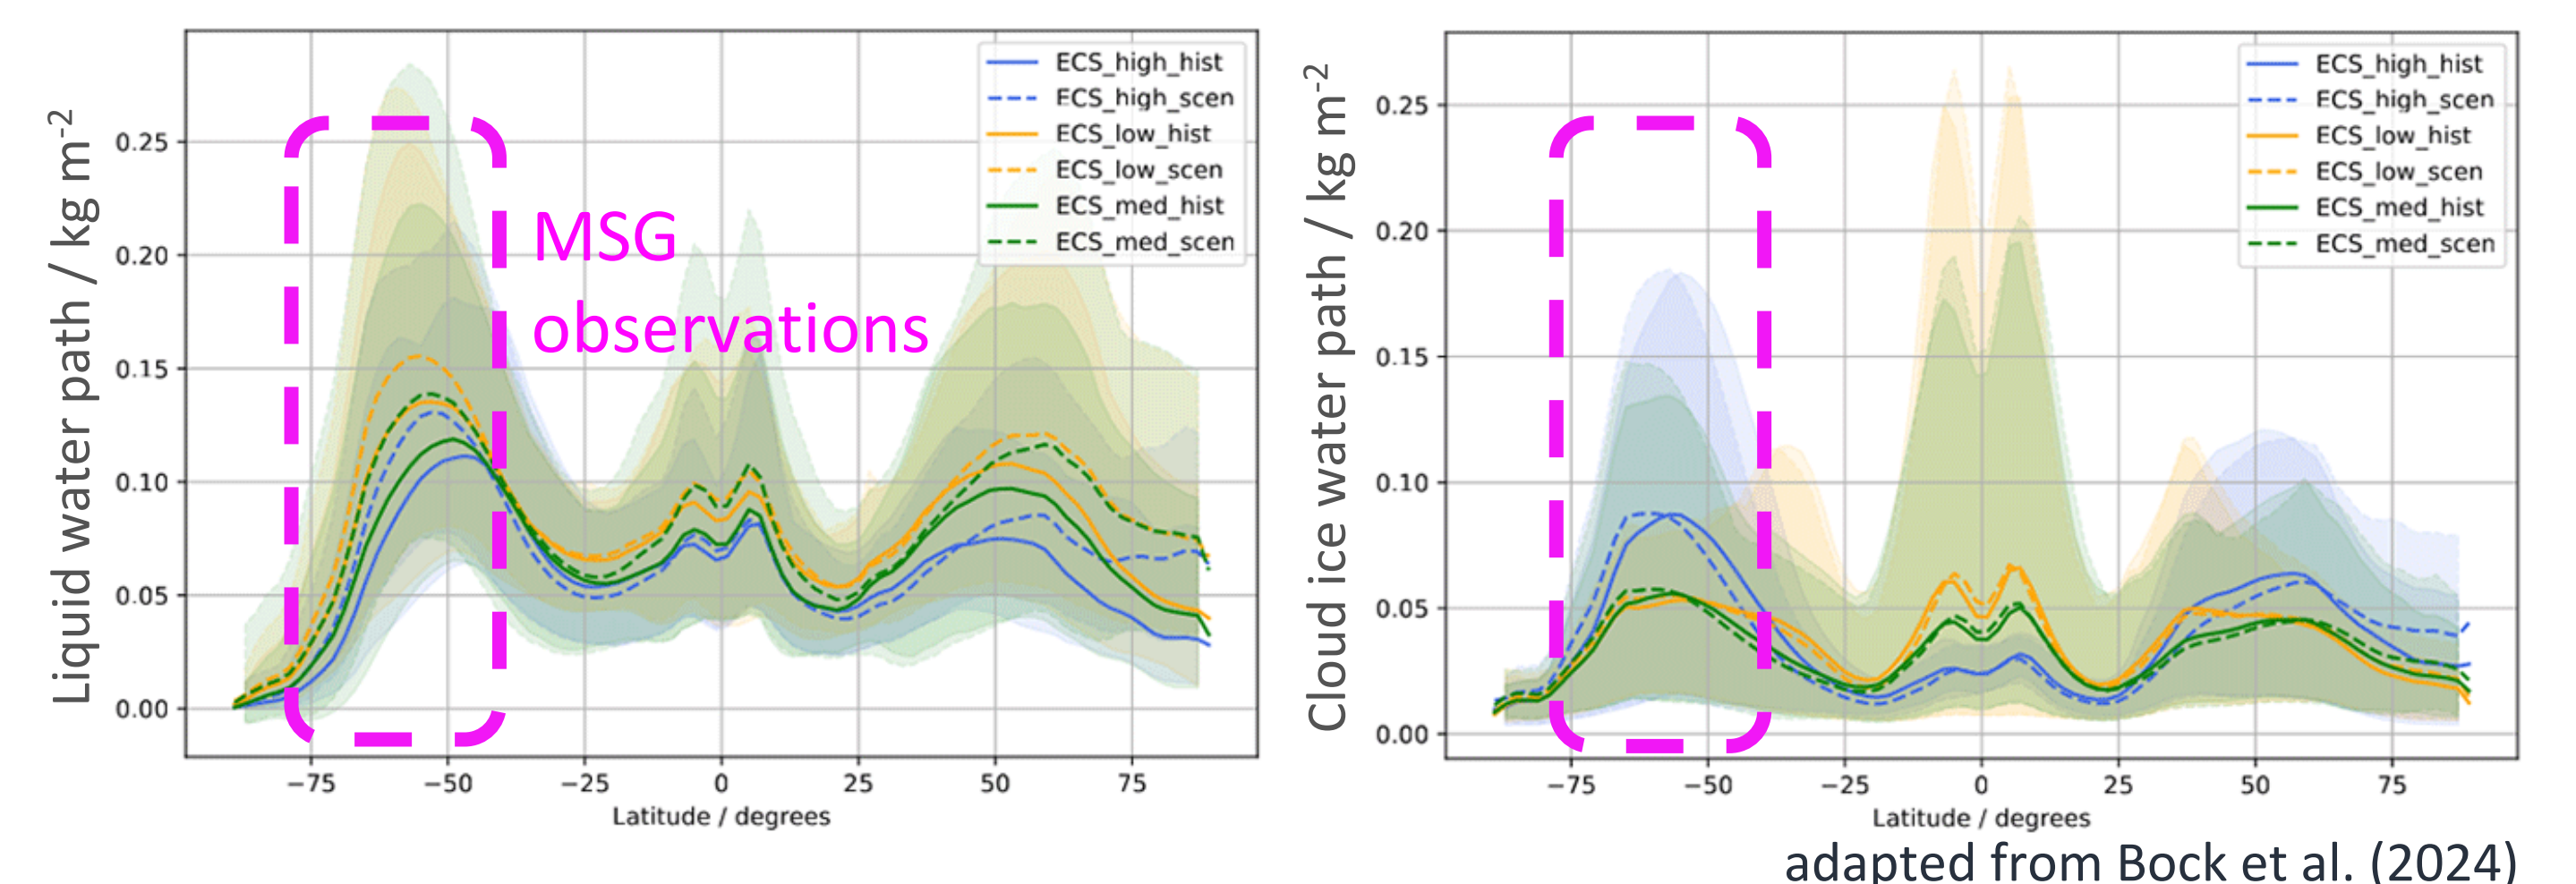 Liquid water path / kg m-2
0.25
0.20
0.15
0.10
0.05
0.00
−75
−50
−25
0
25
50
75
Latitude / degrees
ECS_high_hist
ECS_high_scen
ECS_low_hist
ECS_low_scen
ECS_med_hist
ECS_med_scen
MSG
observations
Cloud ice water path / kg m-2
0.25
0.20
0.15
0.10
0.05
0.00
−75
−50
−25
0
25
50
75
Latitude / degrees
ECS_high_hist
ECS_high_scen
ECS_low_hist
ECS_low_scen
ECS_med_hist
ECS_med_scen
adapted from Bock et al. (2024)